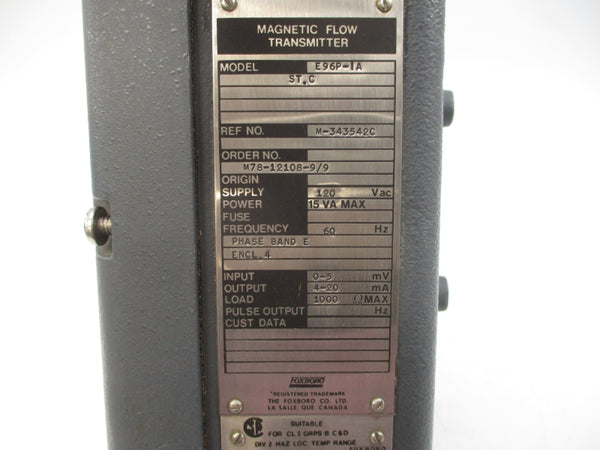 MAGNETIC FLOW
TRANSMITTER
MODEL E96P-1A
ST.C
REF NO. M-343542C
ORDER NO.
M78-12108-9/9
ORIGIN
SUPPLY 120 Vac
POWER 15 VA MAX
FUSE
FREQUENCY 60 Hz
PHASE BAND E
ENCL.4
INPUT 0-5 mV
OUTPUT 4-20 mA
LOAD 1000 ΩMAX
PULSE OUTPUT Hz
CUST DATA
FOXBORO
*REGISTERED TRADEMARK
THE FOXBORO CO. LTD.
LA SALLE, QUE CANADA
SUITABLE
FOR CL I GRPS B C&D
DIV 2 HAZ LOC TEMP RANGE